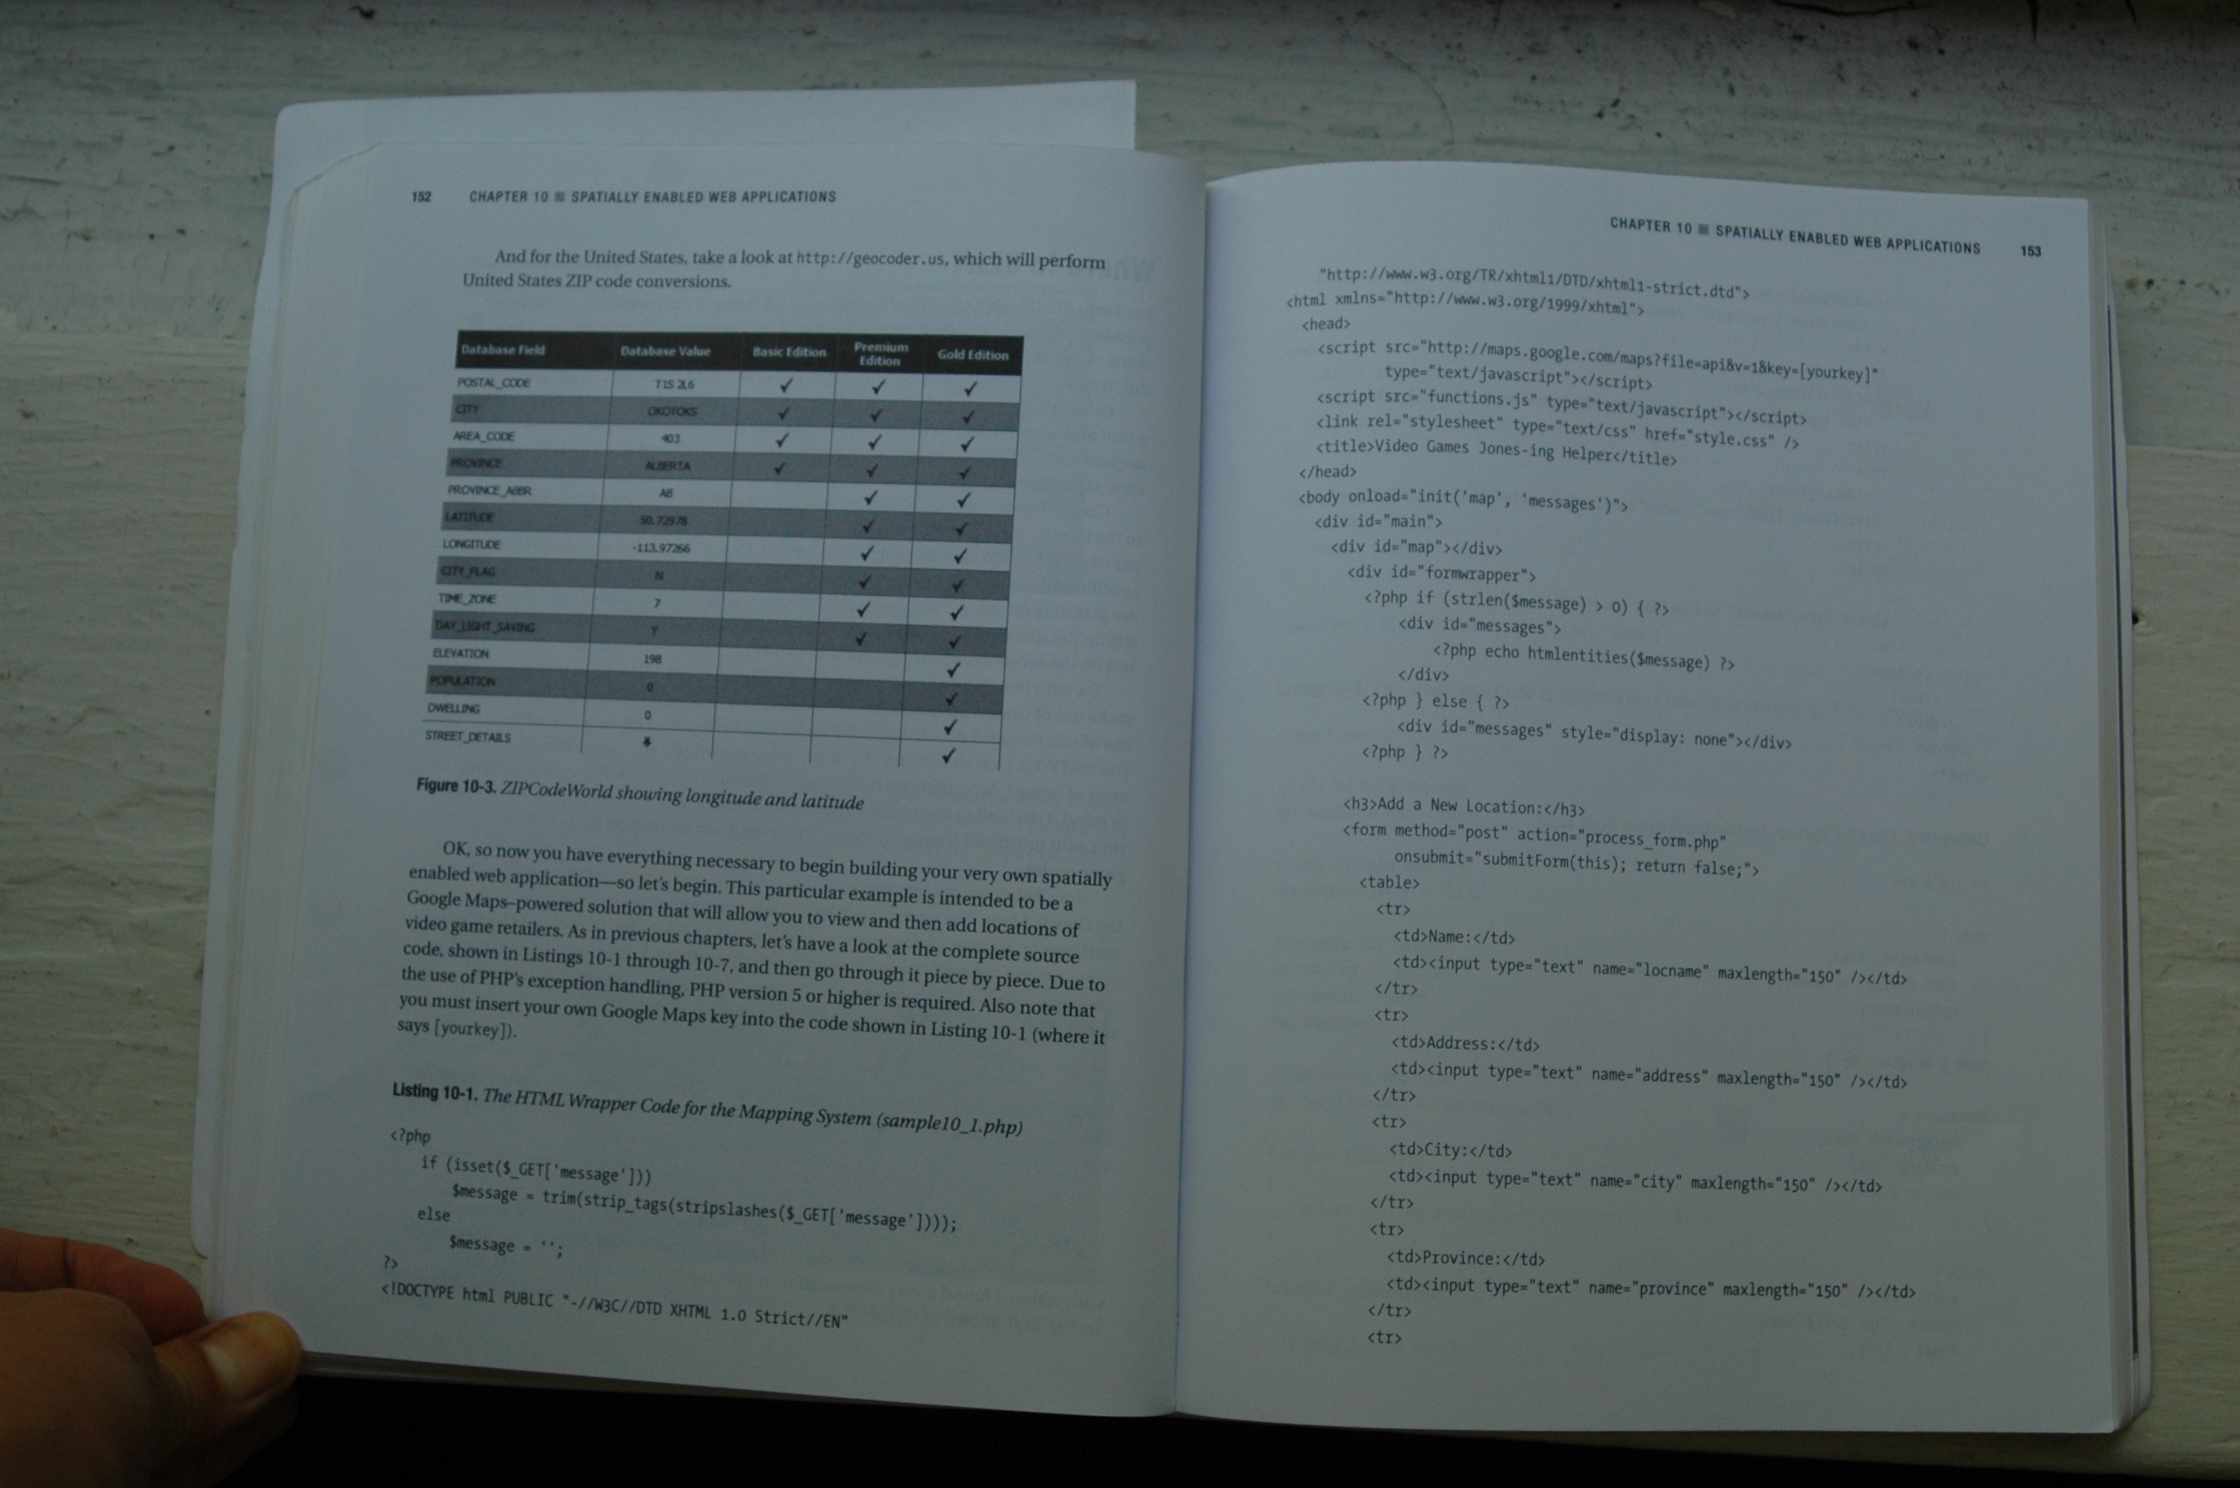 152 CHAPTER 10 ■ SPATIALLY ENABLED WEB APPLICATIONS
And for the United States, take a look at http://geocoder.us, which will perform
United States ZIP code conversions.
Database Field Database Value Basic Edition Premium Edition Gold Edition
POSTAL_CODE T1S 2L6 ✓ ✓ ✓
CITY OKOTOKS ✓ ✓ ✓
AREA_CODE 403 ✓ ✓ ✓
PROVINCE ALBERTA ✓ ✓ ✓
PROVINCE_ABBR AB ✓ ✓
LATITUDE 50.72978 ✓ ✓
LONGITUDE -113.97266 ✓ ✓
CITY_FLAG N ✓ ✓
TIME_ZONE 7 ✓ ✓
DAY_LIGHT_SAVING Y ✓ ✓
ELEVATION 198 ✓
POPULATION 0 ✓
DWELLING 0 ✓
STREET_DETAILS ✓
Figure 10-3. ZIPCodeWorld showing longitude and latitude
OK, so now you have everything necessary to begin building your very own spatially
enabled web application—so let's begin. This particular example is intended to be a
Google Maps–powered solution that will allow you to view and then add locations of
video game retailers. As in previous chapters, let's have a look at the complete source
code, shown in Listings 10-1 through 10-7, and then go through it piece by piece. Due to
the use of PHP's exception handling, PHP version 5 or higher is required. Also note that
you must insert your own Google Maps key into the code shown in Listing 10-1 (where it
says [yourkey]).
Listing 10-1. The HTML Wrapper Code for the Mapping System (sample10_1.php)
<?php
if (isset($_GET['message']))
$message = trim(strip_tags(stripslashes($_GET['message'])));
else
$message = '';
?>
<!DOCTYPE html PUBLIC "-//W3C//DTD XHTML 1.0 Strict//EN"
CHAPTER 10 ■ SPATIALLY ENABLED WEB APPLICATIONS 153
"http://www.w3.org/TR/xhtml1/DTD/xhtml1-strict.dtd">
<html xmlns="http://www.w3.org/1999/xhtml">
<head>
<script src="http://maps.google.com/maps?file=api&v=1&key=[yourkey]"
type="text/javascript"></script>
<script src="functions.js" type="text/javascript"></script>
<link rel="stylesheet" type="text/css" href="style.css" />
<title>Video Games Jones-ing Helper</title>
</head>
<body onload="init('map', 'messages')">
<div id="main">
<div id="map"></div>
<div id="formwrapper">
<?php if (strlen($message) > 0) { ?>
<div id="messages">
<?php echo htmlentities($message) ?>
</div>
<?php } else { ?>
<div id="messages" style="display: none"></div>
<?php } ?>
<h3>Add a New Location:</h3>
<form method="post" action="process_form.php"
onsubmit="submitForm(this); return false;">
<table>
<tr>
<td>Name:</td>
<td><input type="text" name="locname" maxlength="150" /></td>
</tr>
<tr>
<td>Address:</td>
<td><input type="text" name="address" maxlength="150" /></td>
</tr>
<tr>
<td>City:</td>
<td><input type="text" name="city" maxlength="150" /></td>
</tr>
<tr>
<td>Province:</td>
<td><input type="text" name="province" maxlength="150" /></td>
</tr>
<tr>